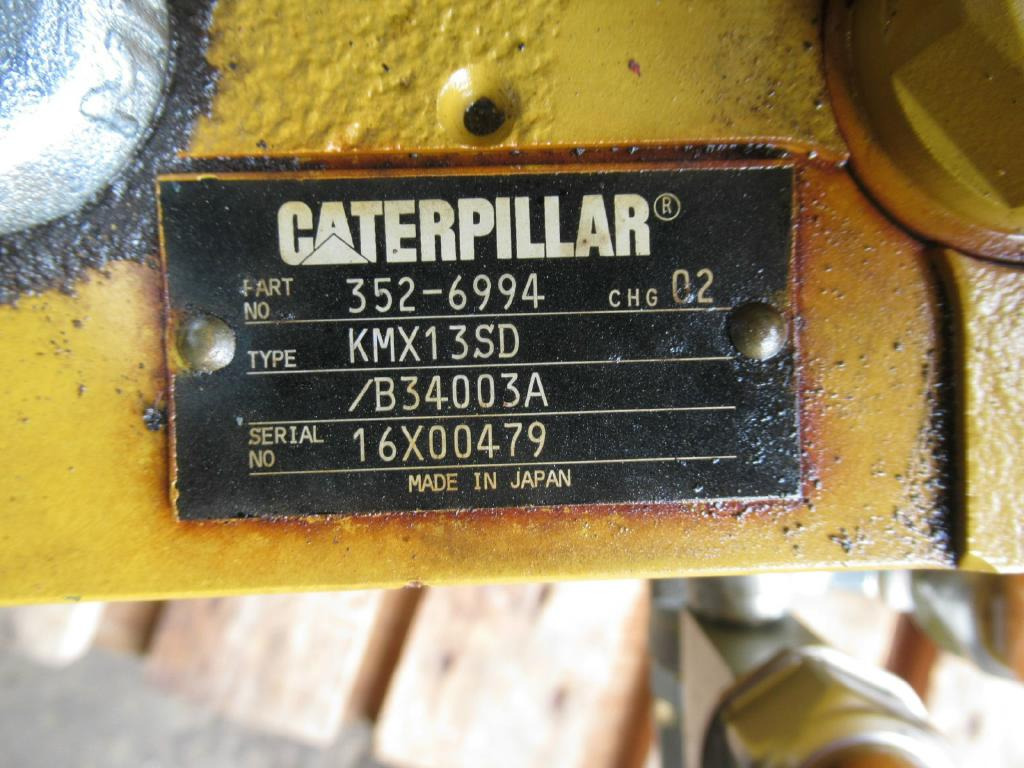 CATERPILLAR®
PART NO 352-6994 CHG 02
TYPE KMX13SD
/B34003A
SERIAL NO 16X00479
MADE IN JAPAN